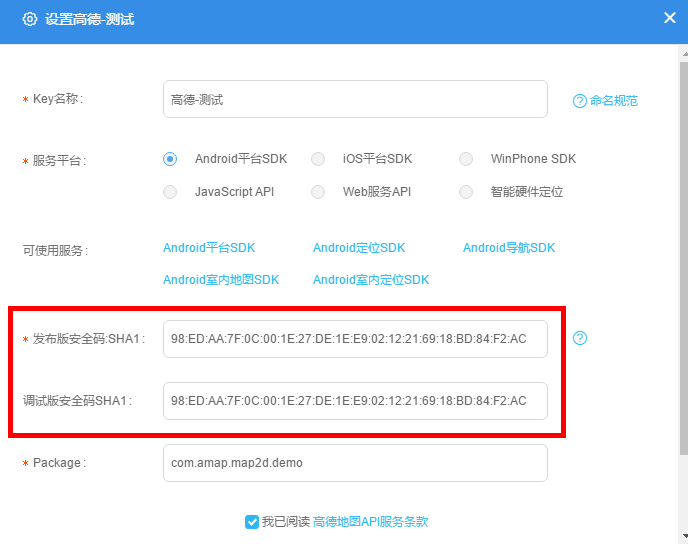 设置高德-测试
* Key名称 :
高德-测试
命名规范
* 服务平台 :
Android平台SDK iOS平台SDK WinPhone SDK
JavaScript API Web服务API 智能硬件定位
可使用服务 :
Android平台SDK Android定位SDK Android导航SDK
Android室内地图SDK Android室内定位SDK
* 发布版安全码:SHA1 :
98:ED:AA:7F:0C:00:1E:27:DE:1E:E9:02:12:21:69:18:BD:84:F2:AC
调试版安全码SHA1 :
98:ED:AA:7F:0C:00:1E:27:DE:1E:E9:02:12:21:69:18:BD:84:F2:AC
* Package :
com.amap.map2d.demo
我已阅读 高德地图API服务条款